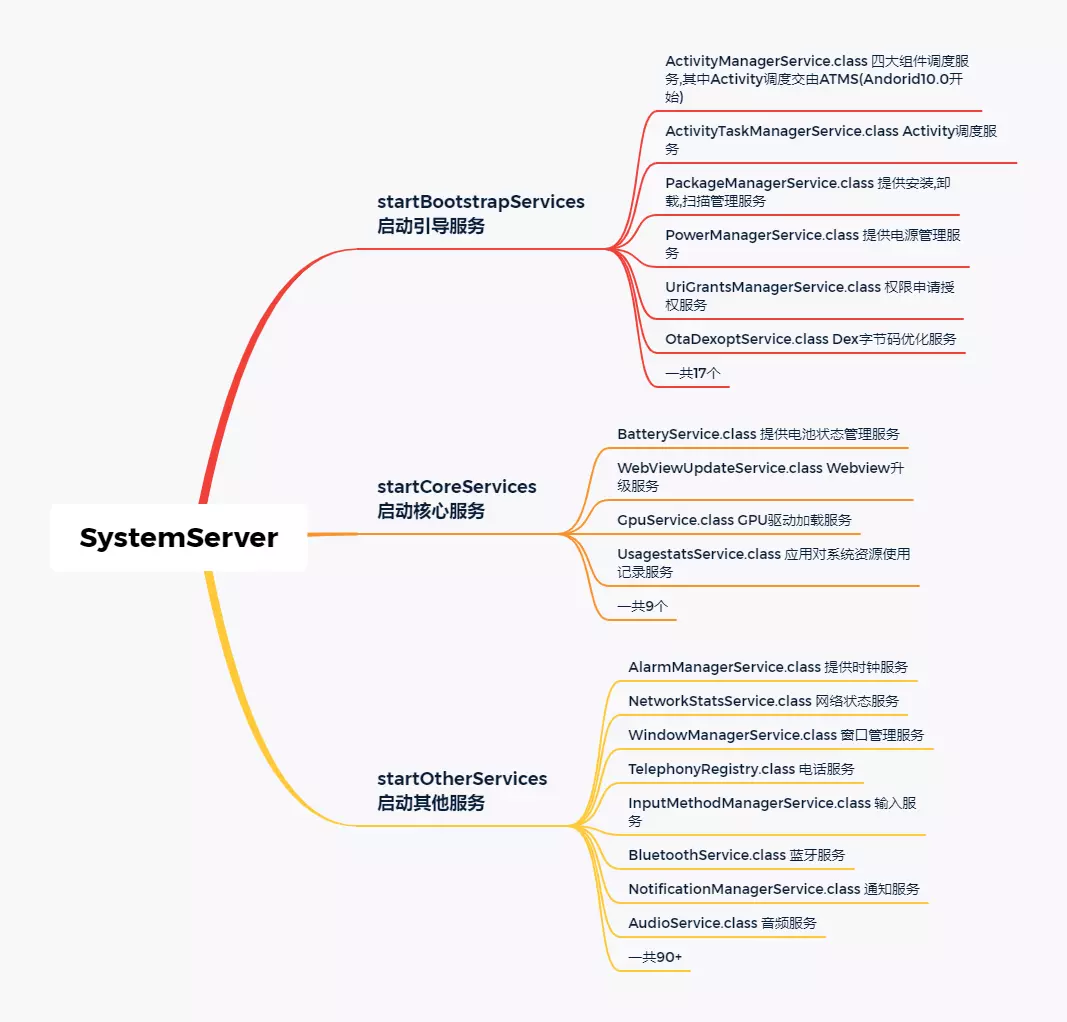 SystemServer
startBootstrapServices
启动引导服务
ActivityManagerService.class 四大组件调度服
务,其中Activity调度交由ATMS(Andorid10.0开
始)
ActivityTaskManagerService.class Activity调度服
务
PackageManagerService.class 提供安装,卸
载,扫描管理服务
PowerManagerService.class 提供电源管理服
务
UriGrantsManagerService.class 权限申请授
权服务
OtaDexoptService.class Dex字节码优化服务
一共17个
startCoreServices
启动核心服务
BatteryService.class 提供电池状态管理服务
WebViewUpdateService.class Webview升
级服务
GpuService.class GPU驱动加载服务
UsagestatsService.class 应用对系统资源使用
记录服务
一共9个
startOtherServices
启动其他服务
AlarmManagerService.class 提供时钟服务
NetworkStatsService.class 网络状态服务
WindowManagerService.class 窗口管理服务
TelephonyRegistry.class 电话服务
InputMethodManagerService.class 输入服
务
BluetoothService.class 蓝牙服务
NotificationManagerService.class 通知服务
AudioService.class 音频服务
一共90+